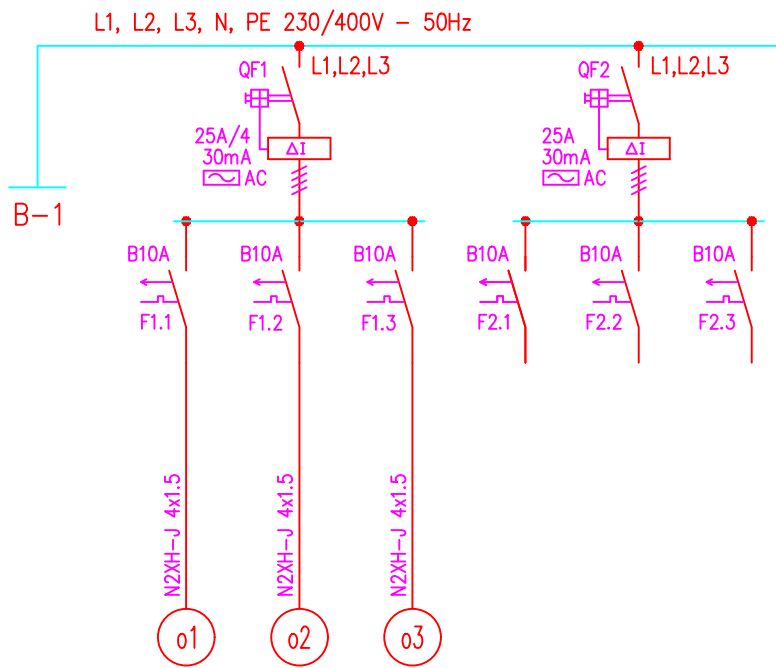 L1, L2, L3, N, PE 230/400V – 50Hz
QF1
L1,L2,L3
QF2
L1,L2,L3
25A/4
30mA
AC
ΔI
25A
30mA
AC
ΔI
B-1
B10A
B10A
B10A
B10A
B10A
B10A
F1.1
F1.2
F1.3
F2.1
F2.2
F2.3
N2XH-J 4x1.5
N2XH-J 4x1.5
N2XH-J 4x1.5
o1
o2
o3